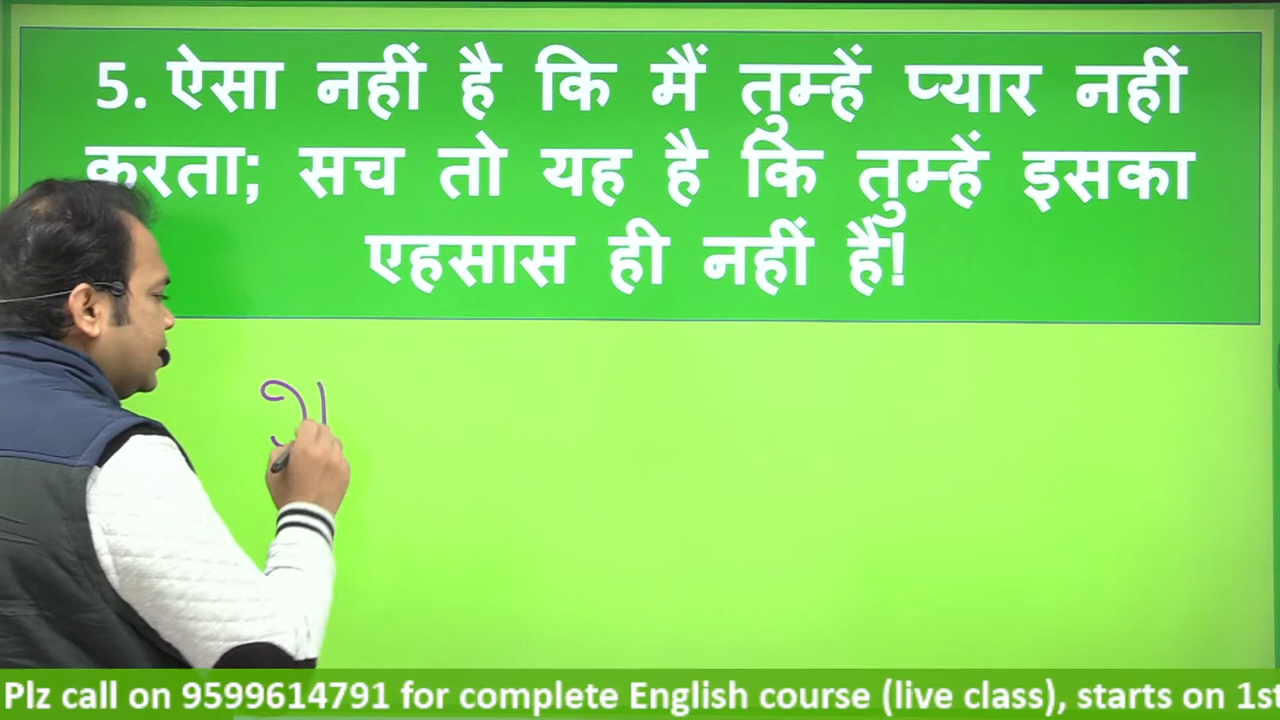 5. ऐसा नहीं है कि मैं तुम्हें प्यार नहीं
करता; सच तो यह है कि तुम्हें इसका
एहसास ही नहीं है!
Plz call on 9599614791 for complete English course (live class), starts on 1st